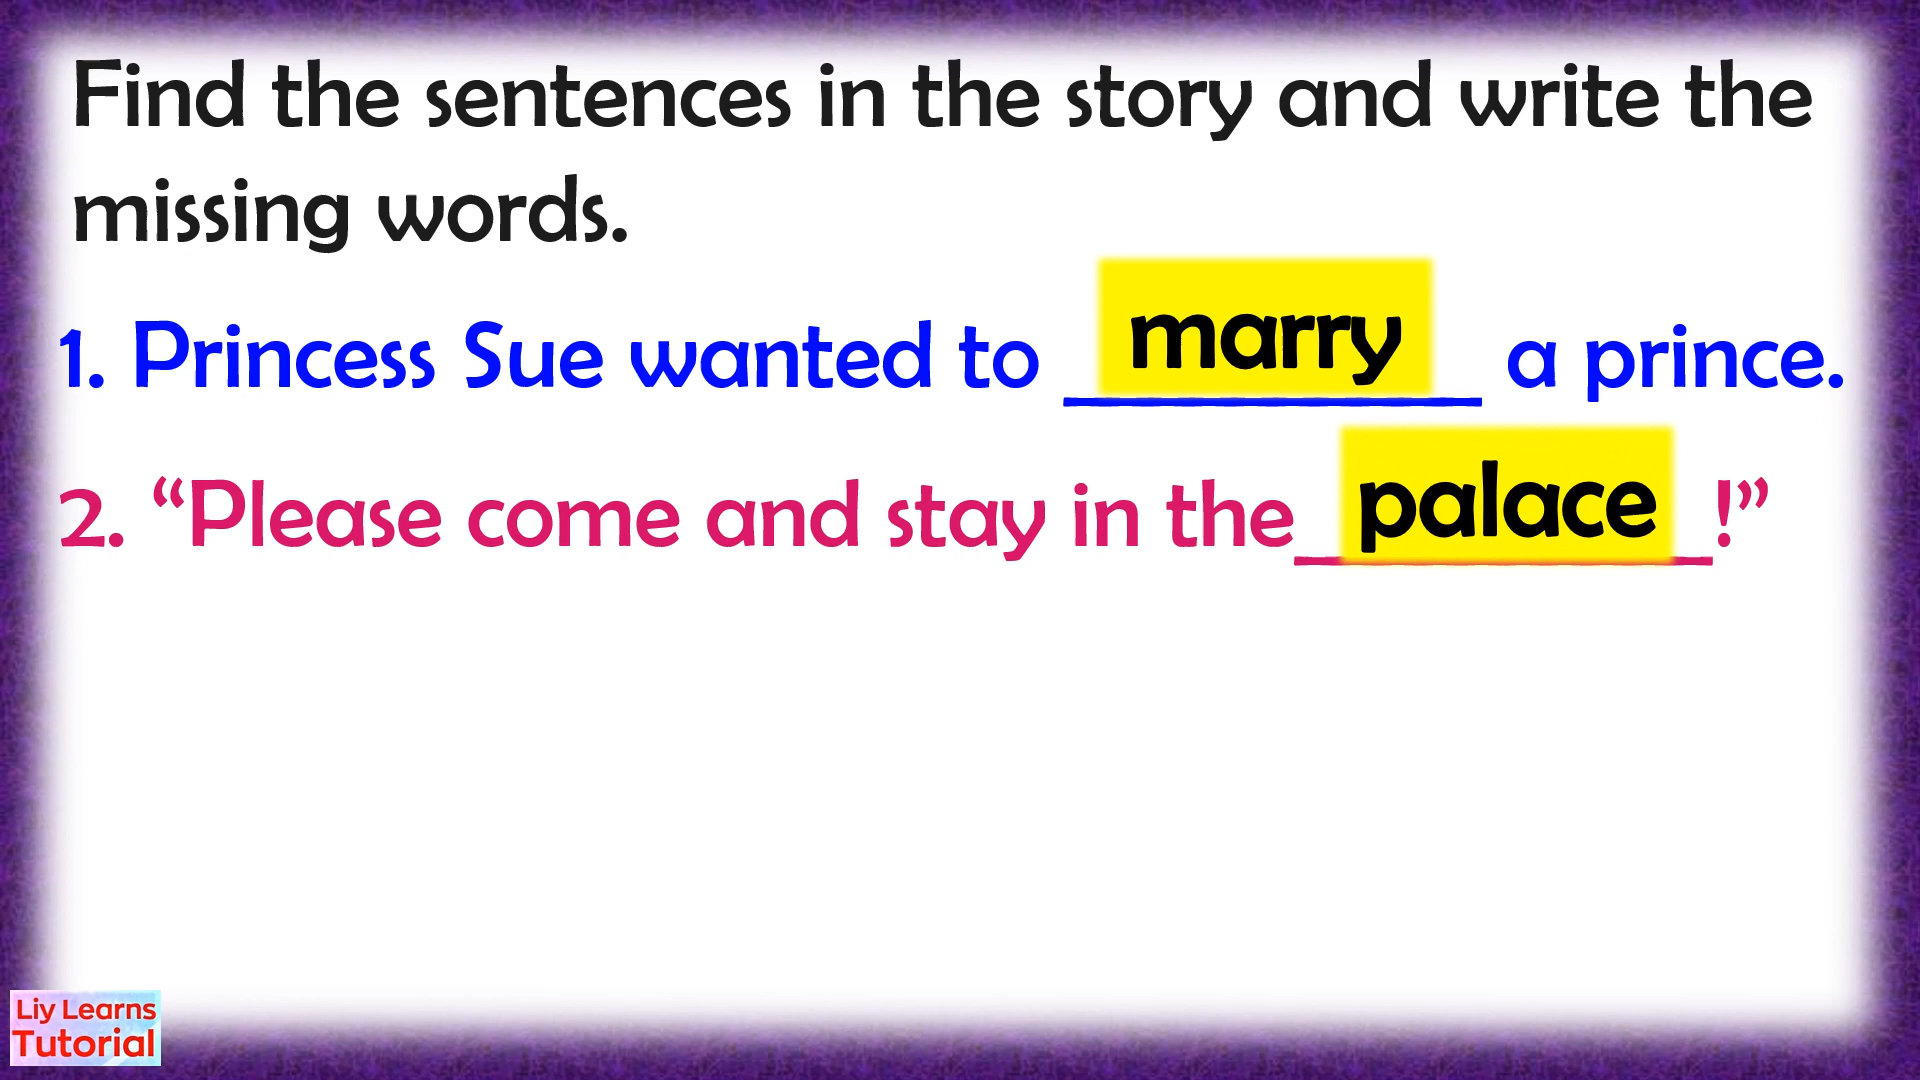 Find the sentences in the story and write the
missing words.
1. Princess Sue wanted to marry a prince.
2. “Please come and stay in the palace!”
Liy Learns
Tutorial